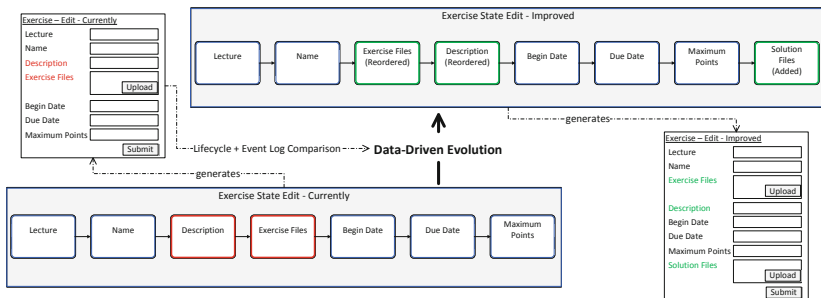 Exercise – Edit - Currently
Lecture
Name
Description
Exercise Files
Upload
Begin Date
Due Date
Maximum Points
Submit
Exercise State Edit - Improved
Lecture
Name
Exercise Files
(Reordered)
Description
(Reordered)
Begin Date
Due Date
Maximum
Points
Solution
Files
(Added)
generates
Lifecycle + Event Log Comparison
Data-Driven Evolution
generates
Exercise State Edit - Currently
Lecture
Name
Description
Exercise Files
Begin Date
Due Date
Maximum
Points
Exercise – Edit - Improved
Lecture
Name
Exercise Files
Upload
Description
Begin Date
Due Date
Maximum Points
Solution Files
Upload
Submit